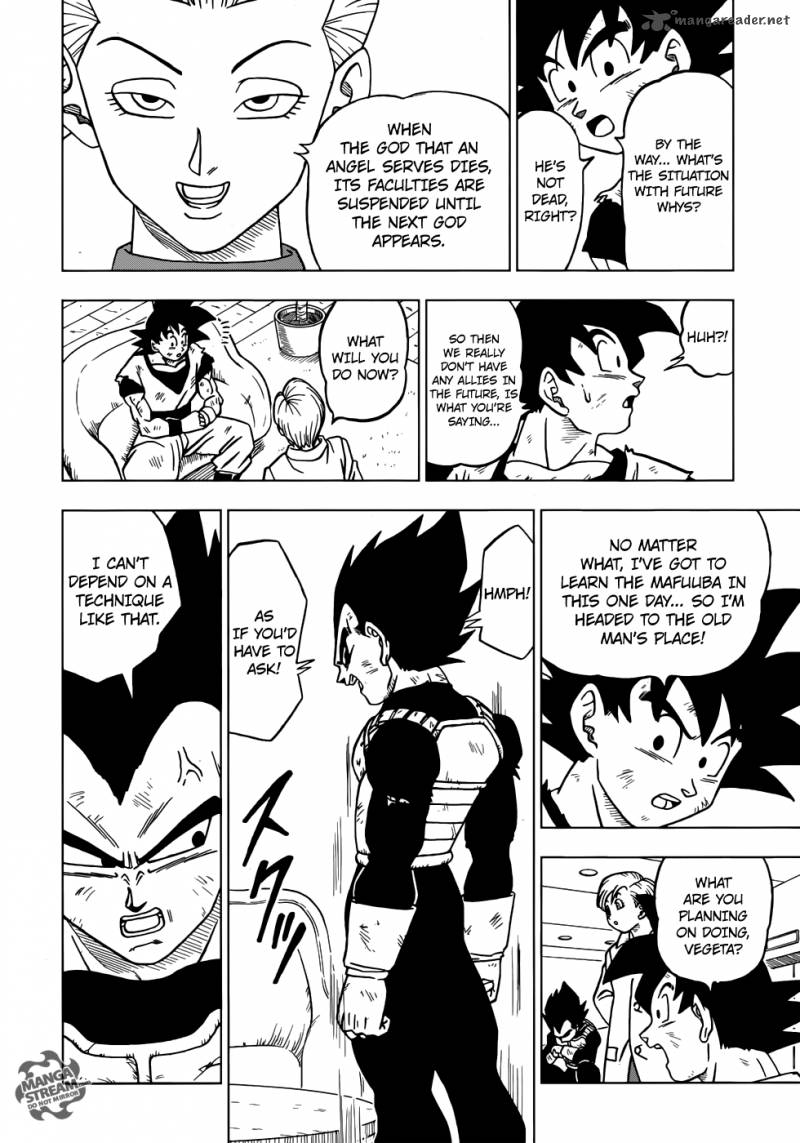 mangareader.net
BY THE
WAY... WHAT'S
THE SITUATION
WITH FUTURE
WHYS?
HE'S
NOT
DEAD,
RIGHT?
WHEN
THE GOD THAT AN
ANGEL SERVES DIES,
ITS FACULTIES ARE
SUSPENDED UNTIL
THE NEXT GOD
APPEARS.
HUH?!
SO THEN
WE REALLY
DON'T HAVE
ANY ALLIES IN
THE FUTURE, IS
WHAT YOU'RE
SAYING...
WHAT
WILL YOU
DO NOW?
NO MATTER
WHAT, I'VE GOT TO
LEARN THE MAFUUBA IN
THIS ONE DAY... SO I'M
HEADED TO THE OLD
MAN'S PLACE!
WHAT
ARE YOU
PLANNING
ON DOING,
VEGETA?
HMPH!
AS
IF YOU'D
HAVE TO
ASK!
スクッ
I CAN'T
DEPEND ON A
TECHNIQUE
LIKE THAT.
MANGA
STREAM
DO NOT MIRROR